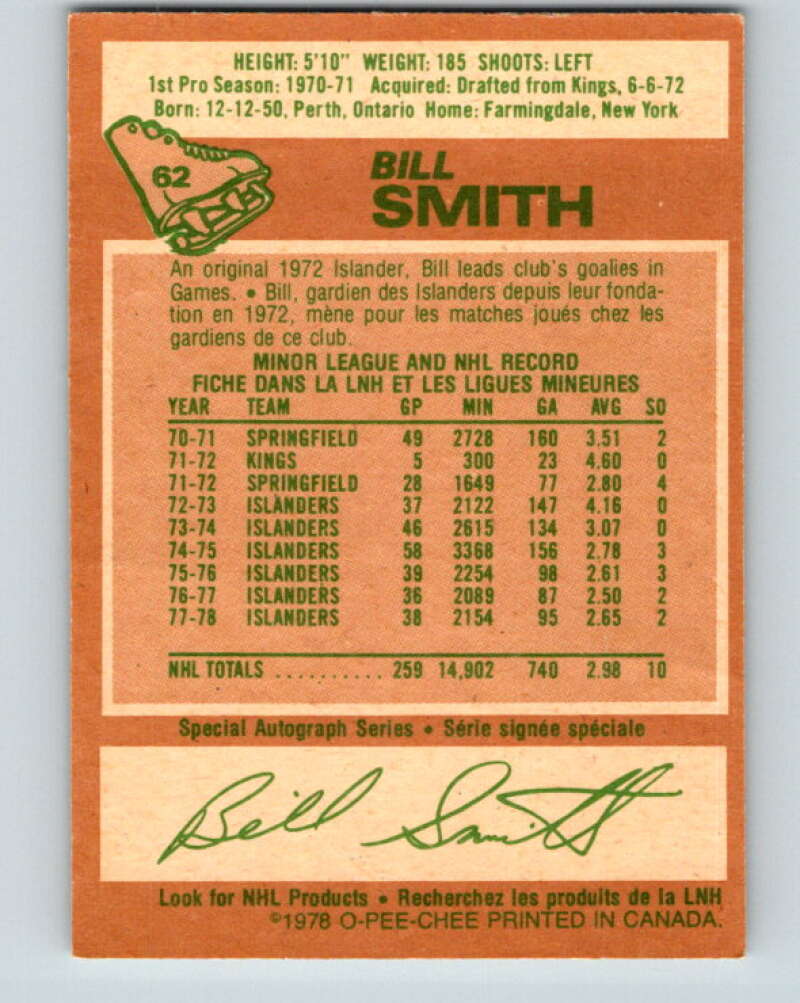 HEIGHT: 5'10" WEIGHT: 185 SHOOTS: LEFT
1st Pro Season: 1970-71 Acquired: Drafted from Kings, 6-6-72
Born: 12-12-50, Perth, Ontario Home: Farmingdale, New York
62
BILL
SMITH
An original 1972 Islander, Bill leads club's goalies in
Games. • Bill, gardien des Islanders depuis leur fonda-
tion en 1972, mène pour les matches joués chez les
gardiens de ce club.
MINOR LEAGUE AND NHL RECORD
FICHE DANS LA LNH ET LES LIGUES MINEURES
YEAR TEAM GP MIN GA AVG SO
70-71 SPRINGFIELD 49 2728 160 3.51 2
71-72 KINGS 5 300 23 4.60 0
71-72 SPRINGFIELD 28 1649 77 2.80 4
72-73 ISLANDERS 37 2122 147 4.16 0
73-74 ISLANDERS 46 2615 134 3.07 0
74-75 ISLANDERS 58 3368 156 2.78 3
75-76 ISLANDERS 39 2254 98 2.61 3
76-77 ISLANDERS 36 2089 87 2.50 2
77-78 ISLANDERS 38 2154 95 2.65 2
NHL TOTALS .......... 259 14,902 740 2.98 10
Special Autograph Series • Série signée spéciale
Bill Smith
Look for NHL Products • Recherchez les produits de la LNH
©1978 O-PEE-CHEE PRINTED IN CANADA.